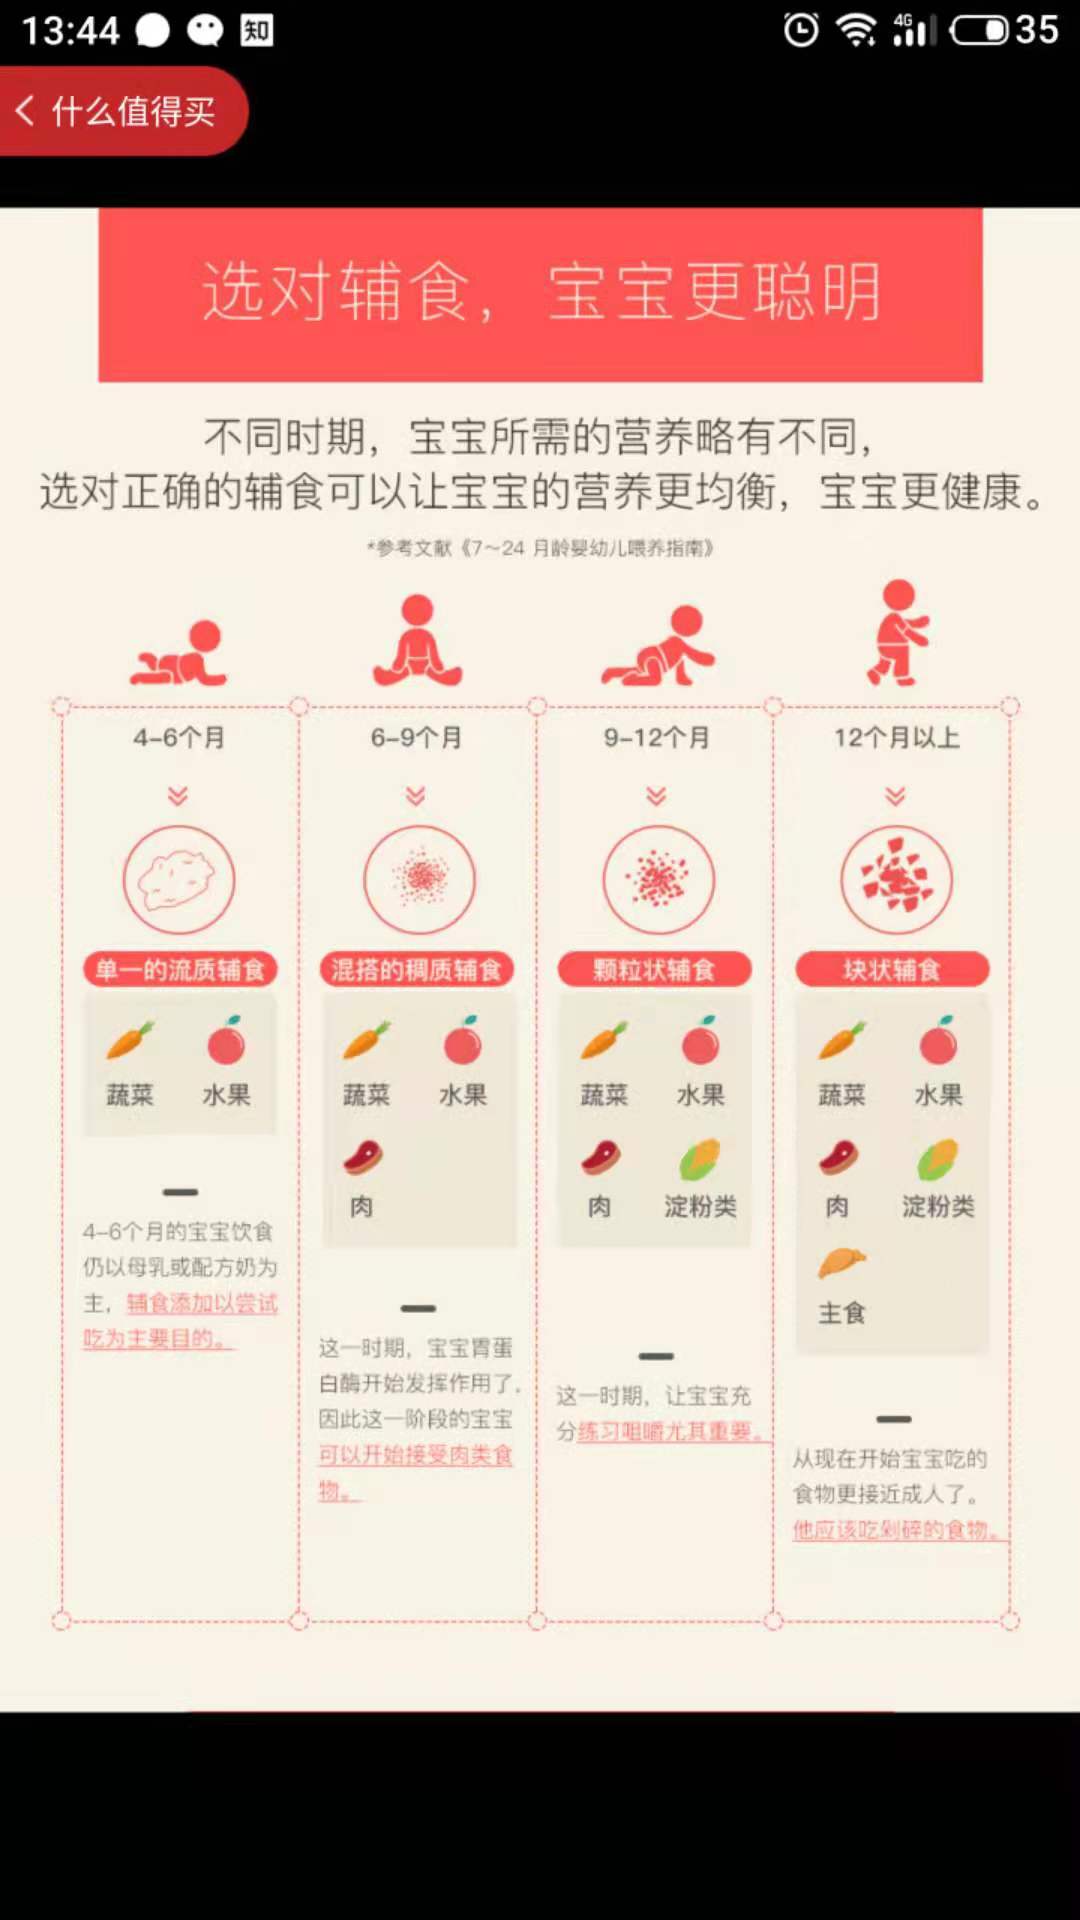 13:44 知 4G 35
什么值得买
选对辅食，宝宝更聪明
不同时期，宝宝所需的营养略有不同，
选对正确的辅食可以让宝宝的营养更均衡，宝宝更健康。
*参考文献《7～24 月龄婴幼儿喂养指南》
4-6个月
单一的流质辅食
蔬菜 水果
4-6个月的宝宝饮食
仍以母乳或配方奶为
主，辅食添加以尝试
吃为主要目的。
6-9个月
混搭的稠质辅食
蔬菜 水果
肉
这一时期，宝宝胃蛋
白酶开始发挥作用了，
因此这一阶段的宝宝
可以开始接受肉类食
物。
9-12个月
颗粒状辅食
蔬菜 水果
肉 淀粉类
这一时期，让宝宝充
分练习咀嚼尤其重要。
12个月以上
块状辅食
蔬菜 水果
肉 淀粉类
主食
从现在开始宝宝吃的
食物更接近成人了。
他应该吃剁碎的食物。